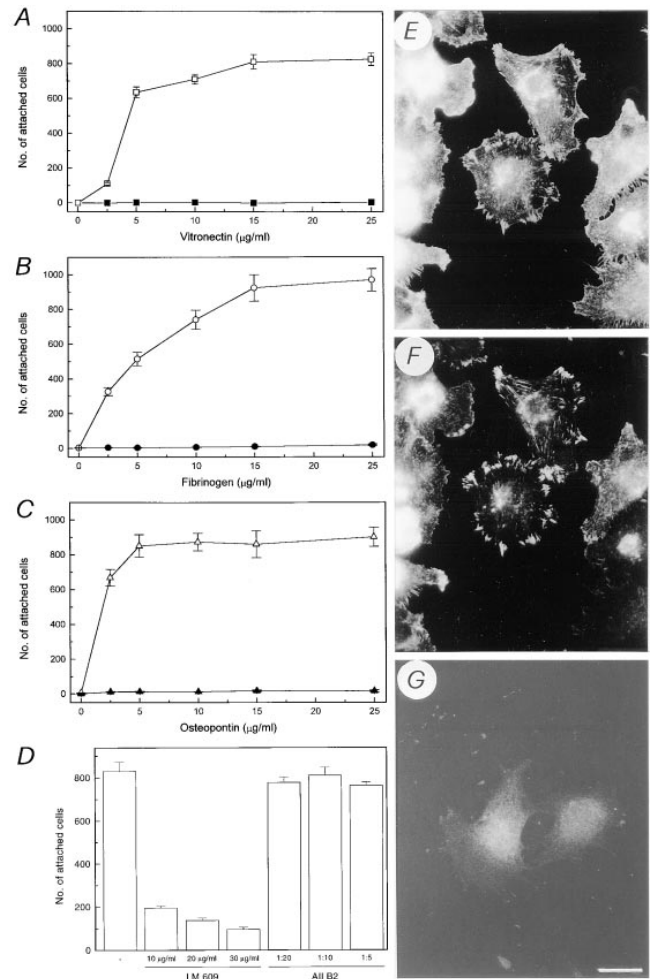 A
1000
800
600
400
200
0
No. of attached cells
0 5 10 15 20 25
Vitronectin (μg/ml)
B
1000
800
600
400
200
0
No. of attached cells
0 5 10 15 20 25
Fibrinogen (μg/ml)
C
1000
800
600
400
200
0
No. of attached cells
0 5 10 15 20 25
Osteopontin (μg/ml)
D
800
600
400
200
0
No. of attached cells
- 10 μg/ml 20 μg/ml 30 μg/ml 1:20 1:10 1:5
LM 609 AII B2
E
F
G